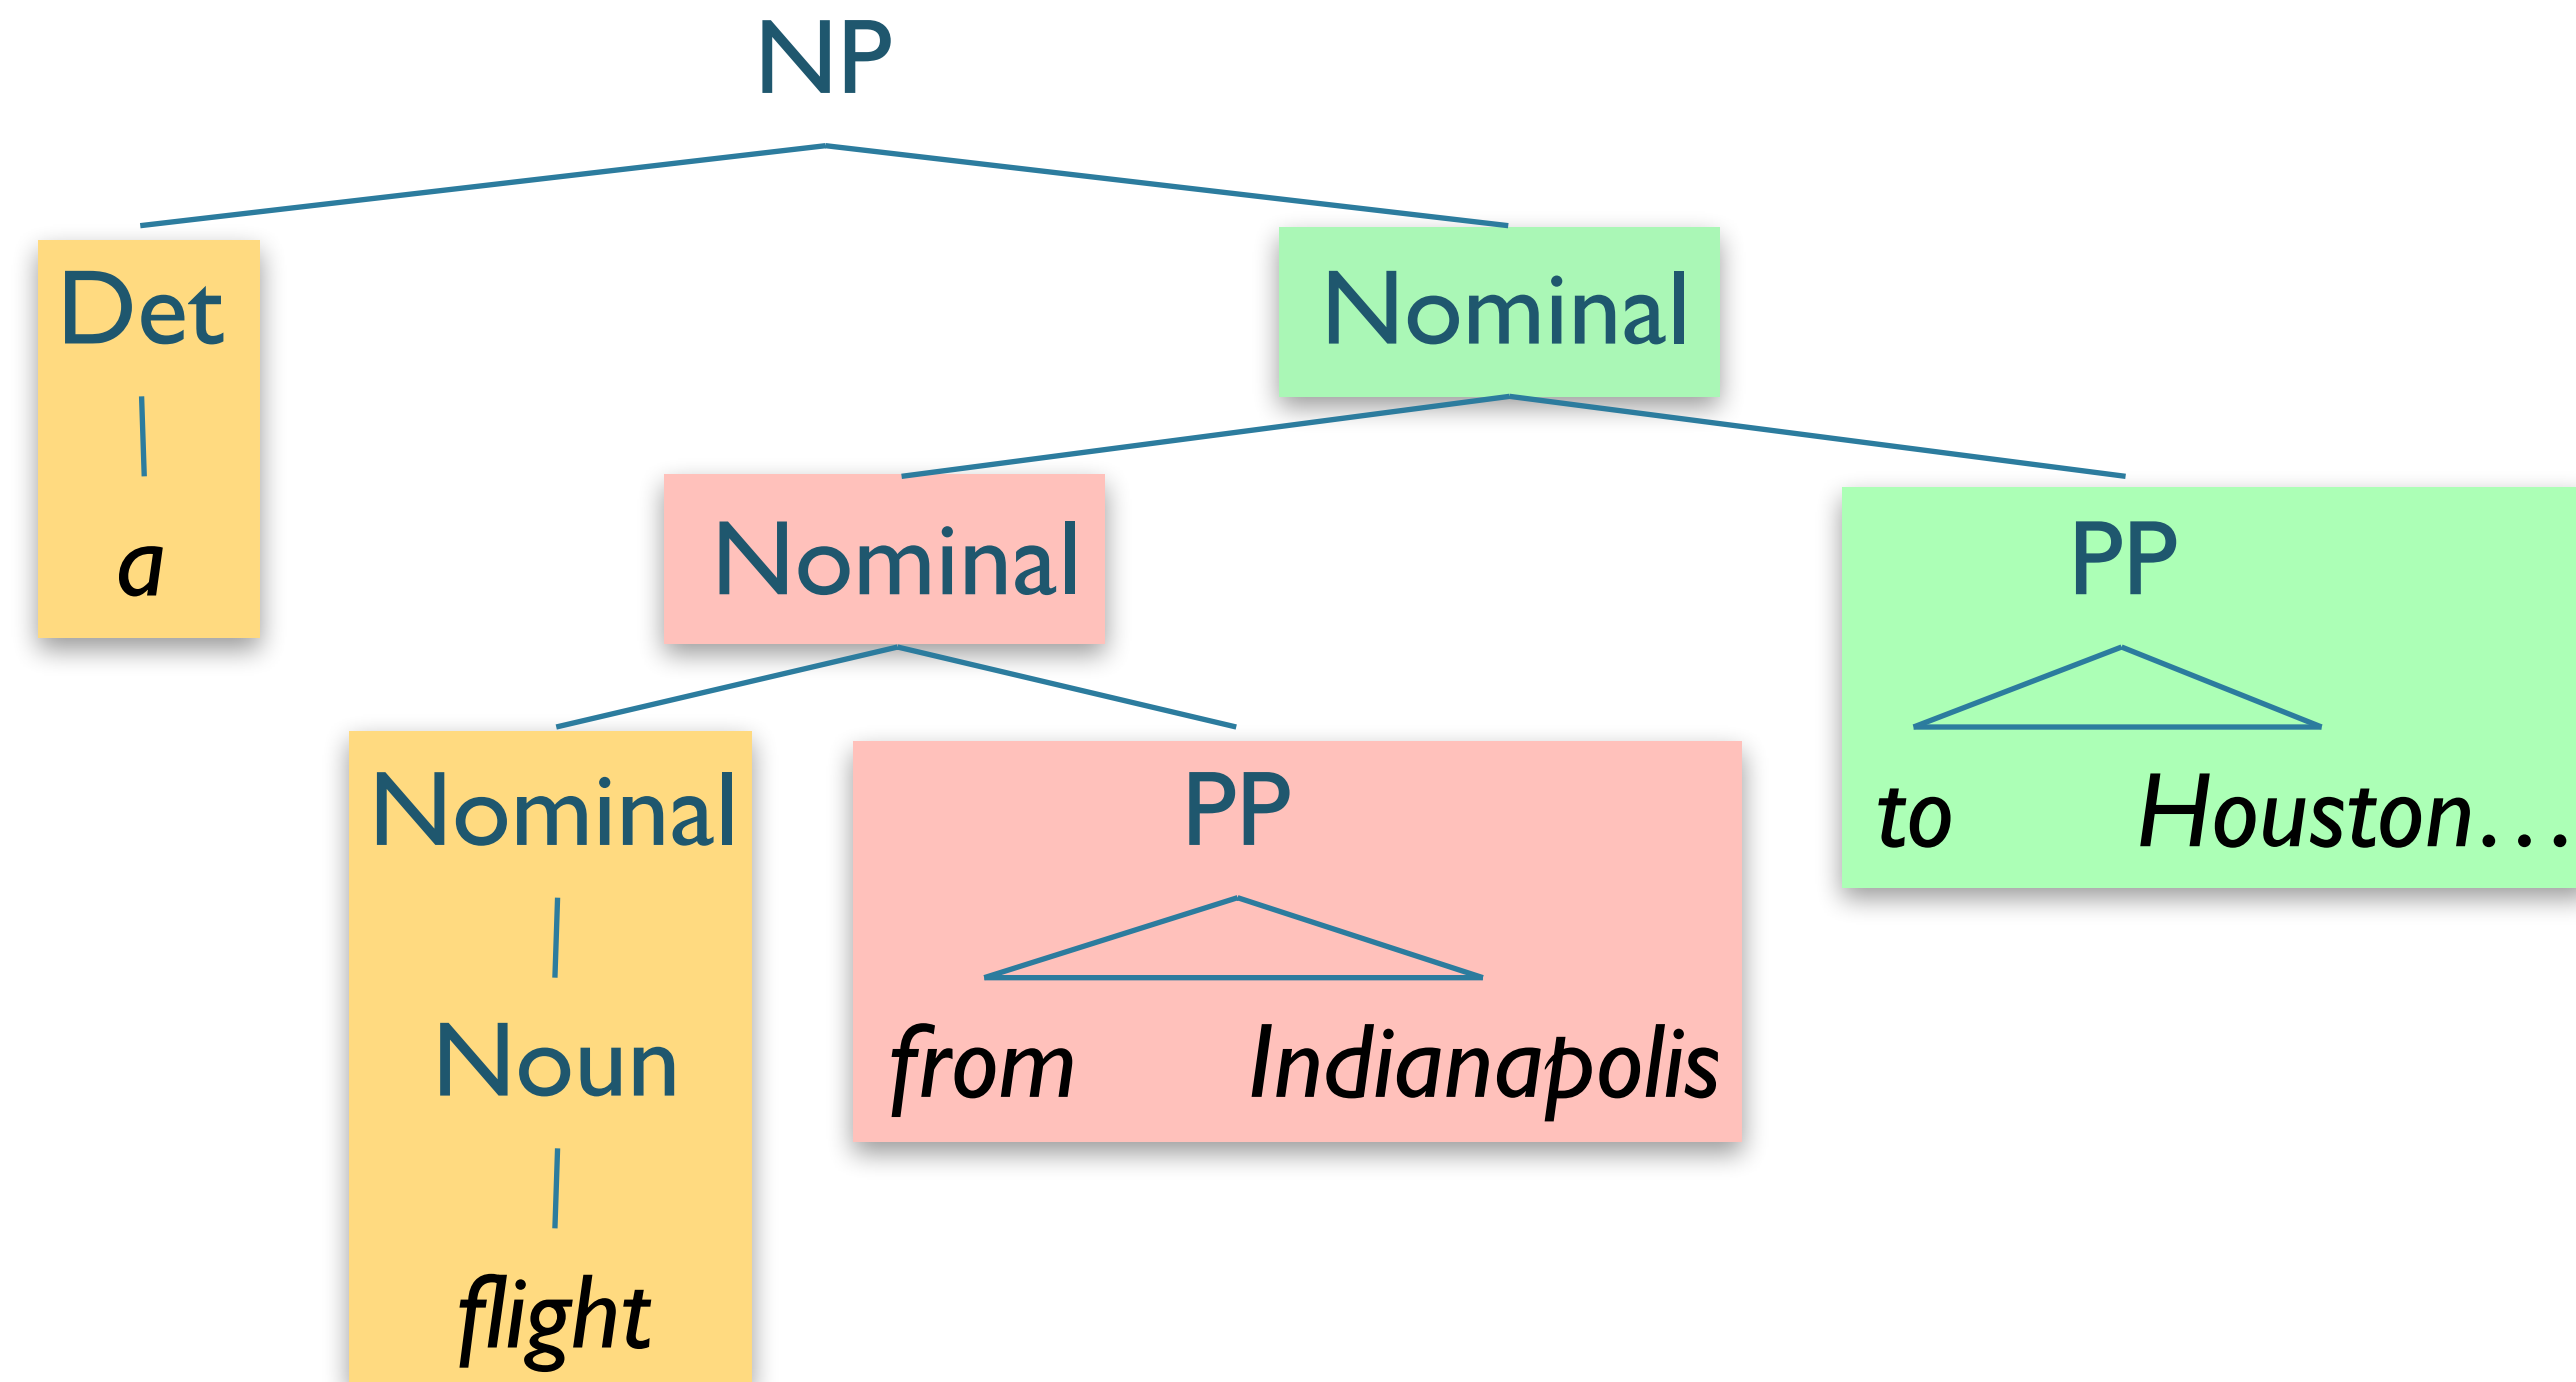 NP
Det Nominal
a Nominal PP
Nominal PP to Houston...
Noun from Indianapolis
flight